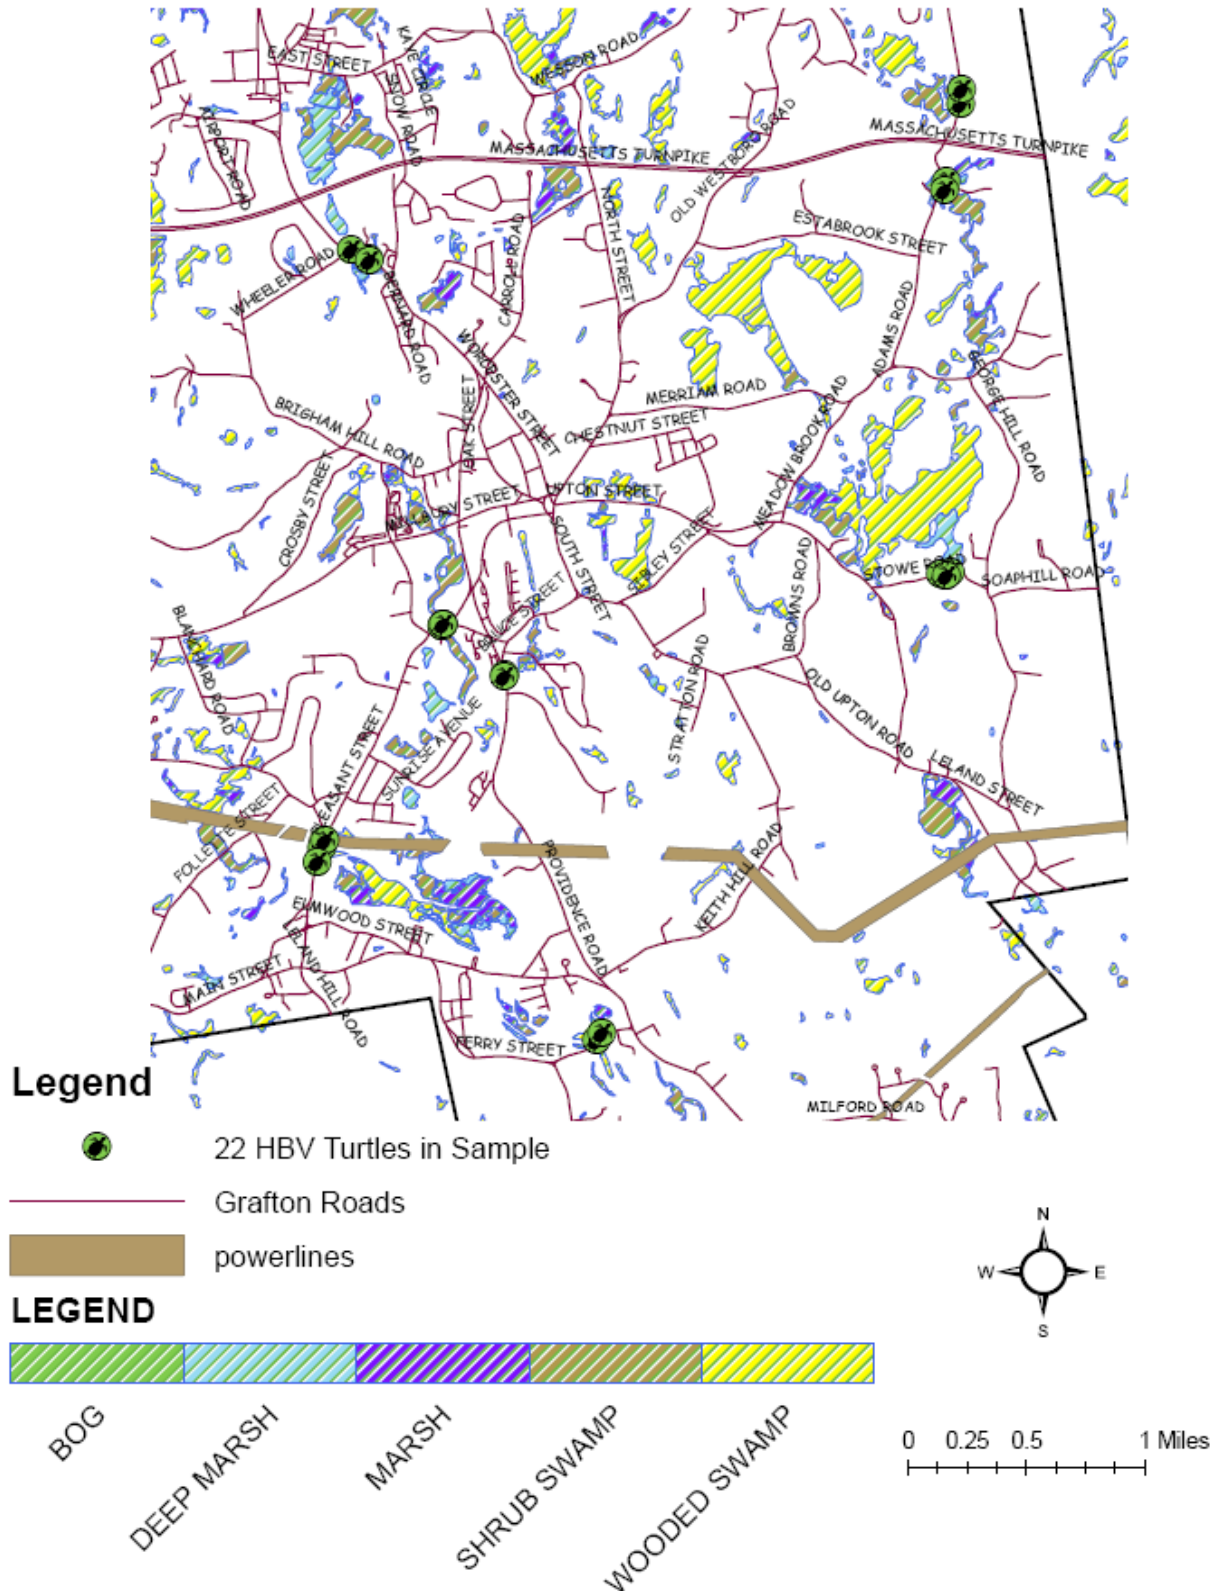 KAYE CIRCLE
EAST STREET
SNOW ROAD
WESSON ROAD
AIRPORT ROAD
MASSACHUSETTS TURNPIKE
MASSACHUSETTS TURNPIKE
OLD WESTBORO ROAD
NORTH STREET
ESTABROOK STREET
WHEELER ROAD
CARROLL ROAD
WORCESTER STREET
ADAMS ROAD
GEORGE HILL ROAD
MERRIAM ROAD
CHESTNUT STREET
BRIGHAM HILL ROAD
OAK STREET
MEADOW BROOK ROAD
CROSBY STREET
MILLBURY STREET
UPTON STREET
SOUTH STREET
SIBLEY STREET
STOWE ROAD
SOAPHILL ROAD
BROWNS ROAD
BLANCHARD ROAD
STRATTON ROAD
OLD UPTON ROAD
SUNRISE AVENUE
LELAND STREET
FOLLETTE STREET
PROVIDENCE ROAD
KEITH HILL ROAD
ELMWOOD STREET
LELAND HILL ROAD
MAIN STREET
FERRY STREET
MILFORD ROAD
Legend
22 HBV Turtles in Sample
Grafton Roads
powerlines
N
W E
S
LEGEND
BOG
DEEP MARSH
MARSH
SHRUB SWAMP
WOODED SWAMP
0 0.25 0.5 1 Miles